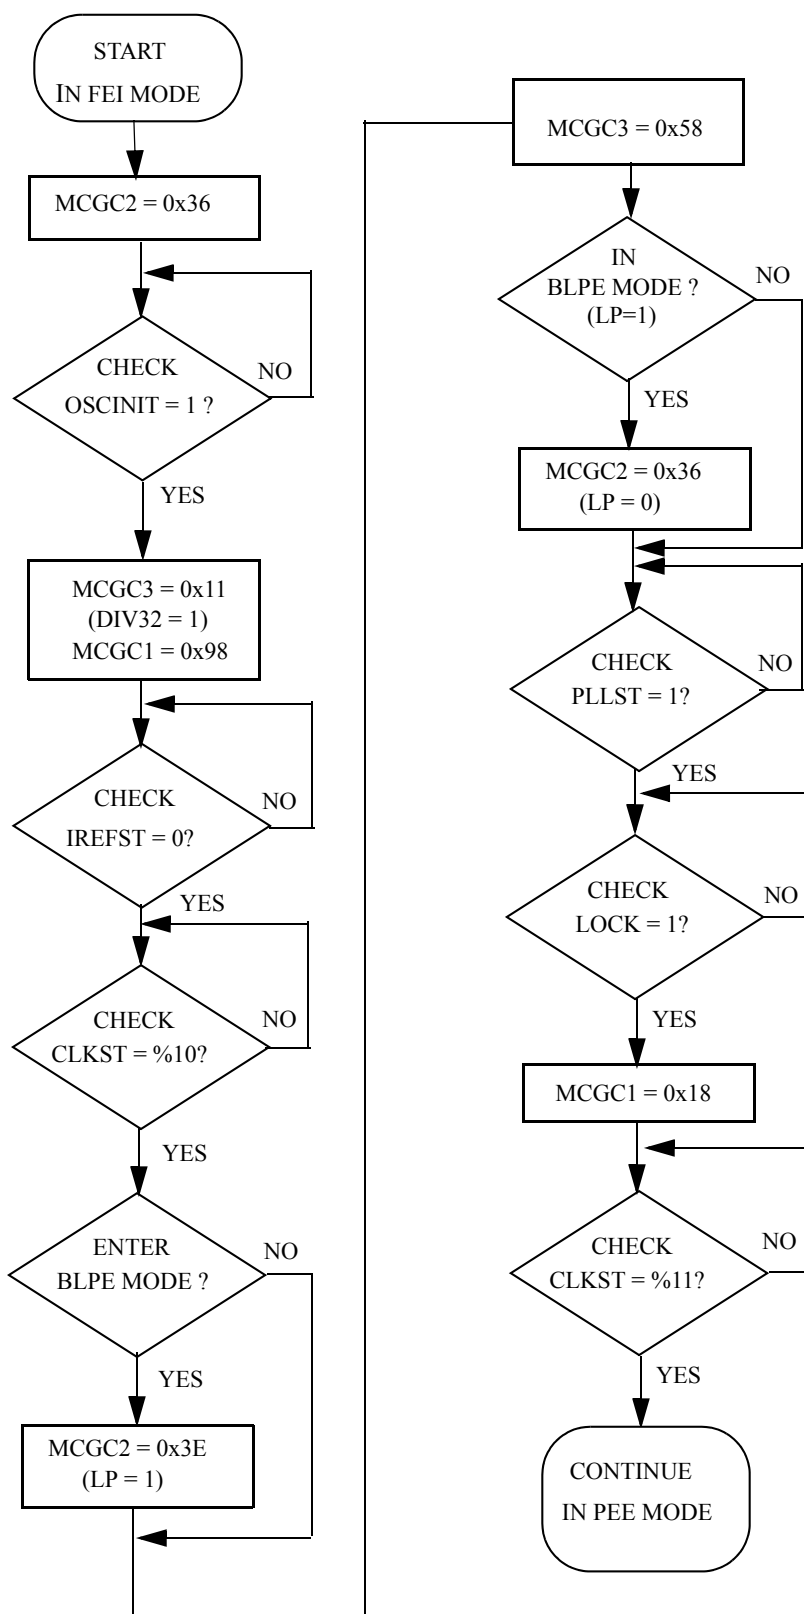 START
IN FEI MODE
MCGC2 = 0x36
CHECK
OSCINIT = 1 ?
NO
YES
MCGC3 = 0x11
(DIV32 = 1)
MCGC1 = 0x98
CHECK
IREFST = 0?
NO
YES
CHECK
CLKST = %10?
NO
YES
ENTER
BLPE MODE ?
NO
YES
MCGC2 = 0x3E
(LP = 1)
MCGC3 = 0x58
IN
BLPE MODE ?
(LP=1)
NO
YES
MCGC2 = 0x36
(LP = 0)
CHECK
PLLST = 1?
NO
YES
CHECK
LOCK = 1?
NO
YES
MCGC1 = 0x18
CHECK
CLKST = %11?
NO
YES
CONTINUE
IN PEE MODE